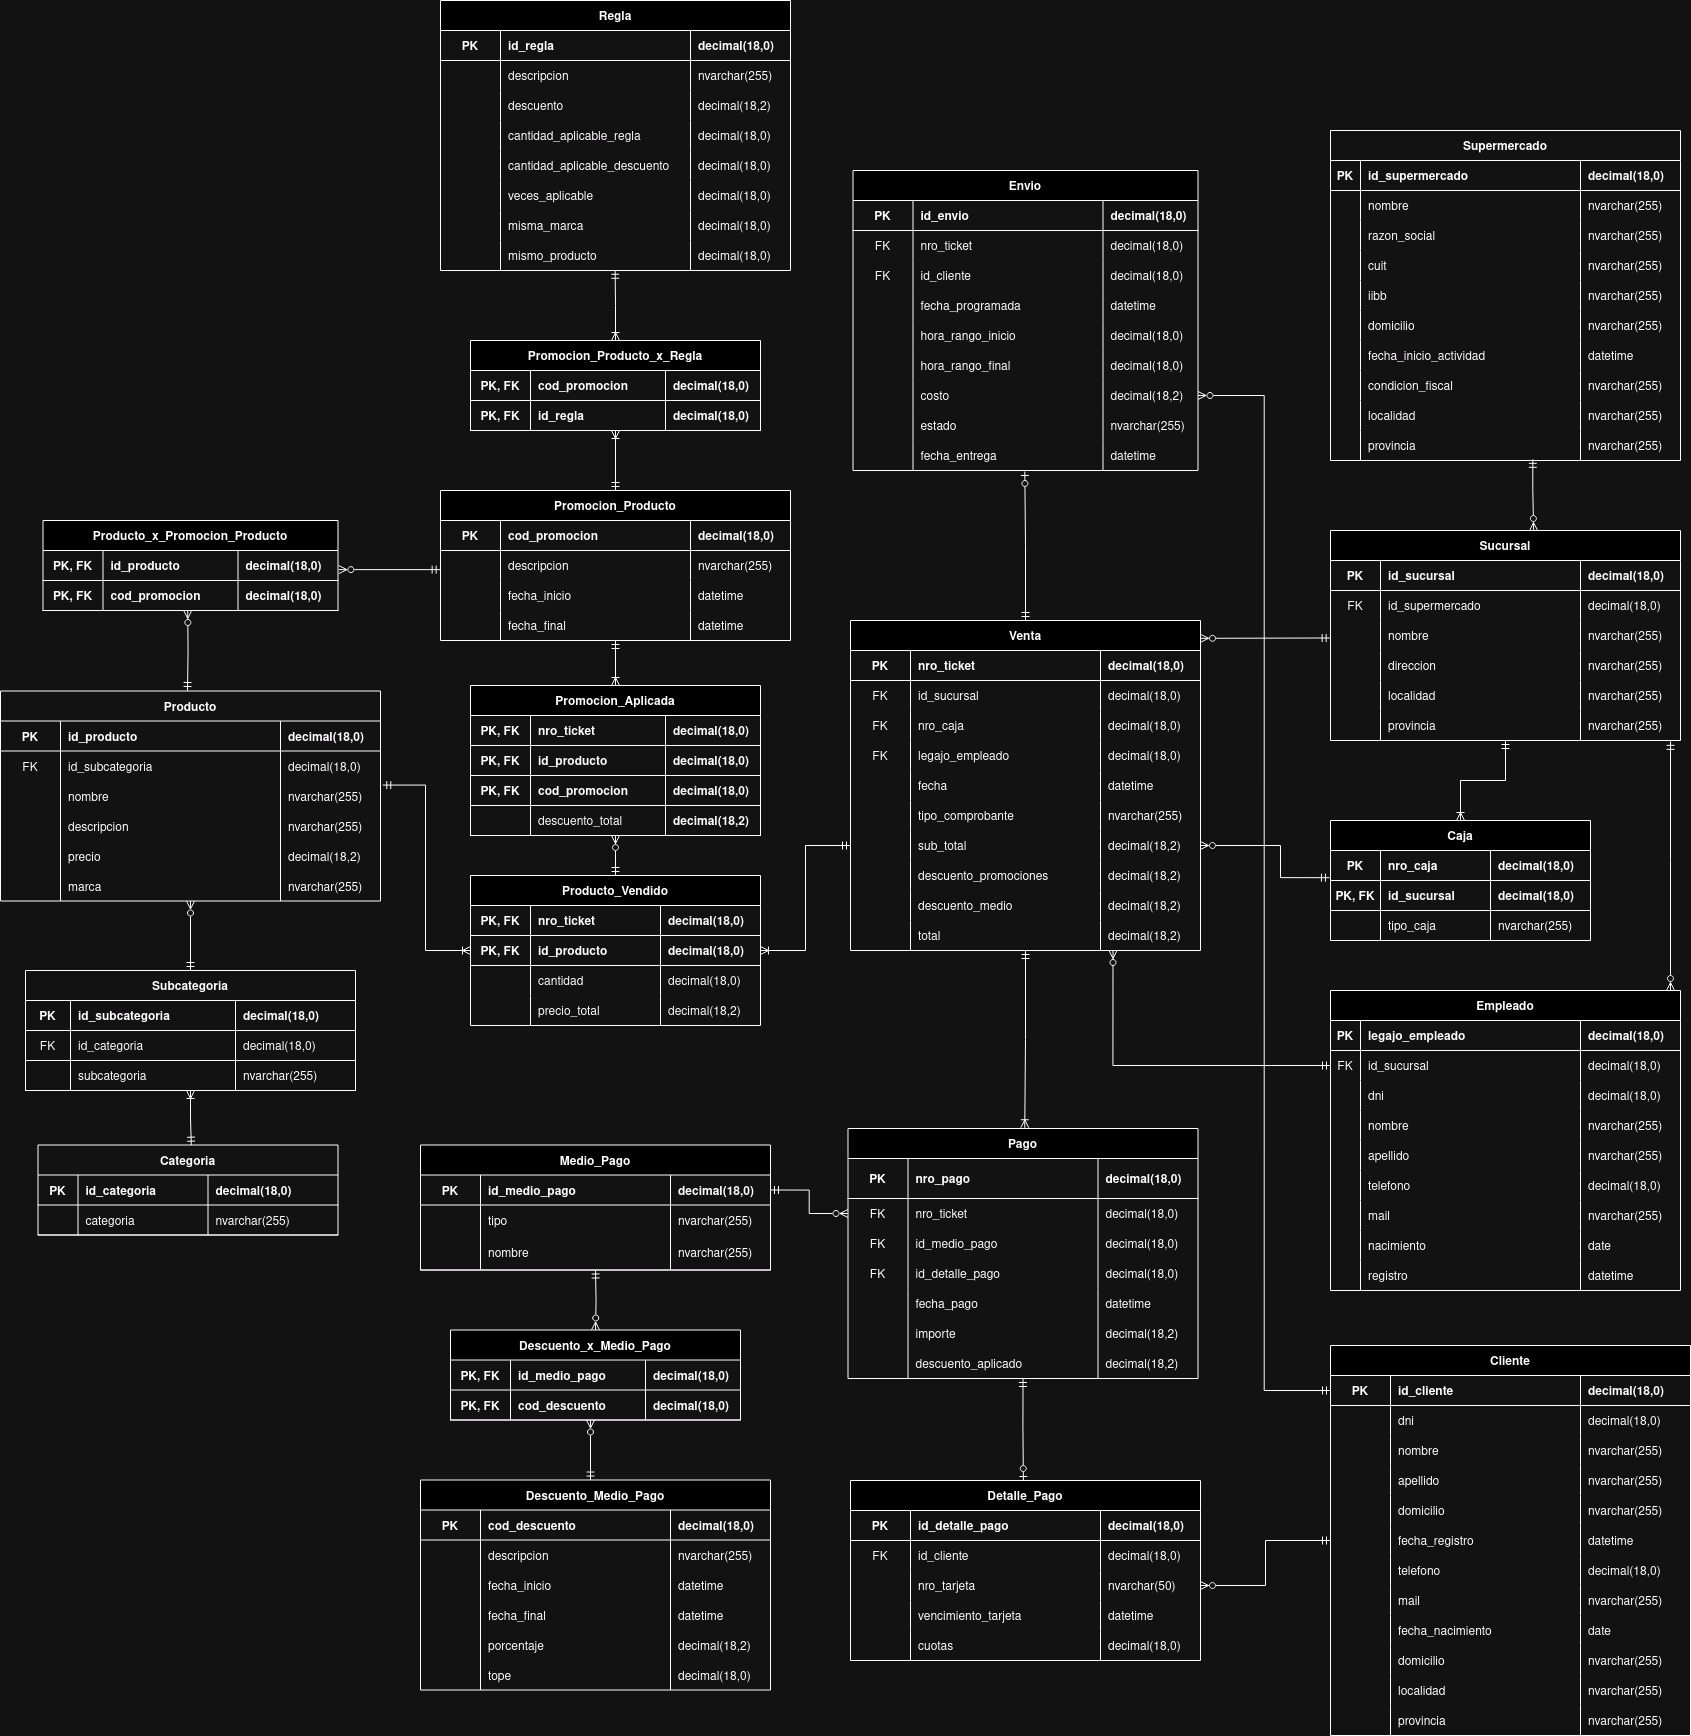 Regla
PK id_regla decimal(18,0)
descripcion nvarchar(255)
descuento decimal(18,2)
cantidad_aplicable_regla decimal(18,0)
cantidad_aplicable_descuento decimal(18,0)
veces_aplicable decimal(18,0)
misma_marca decimal(18,0)
mismo_producto decimal(18,0)
Promocion_Producto_x_Regla
PK, FK cod_promocion decimal(18,0)
PK, FK id_regla decimal(18,0)
Promocion_Producto
PK cod_promocion decimal(18,0)
descripcion nvarchar(255)
fecha_inicio datetime
fecha_final datetime
Producto_x_Promocion_Producto
PK, FK id_producto decimal(18,0)
PK, FK cod_promocion decimal(18,0)
Producto
PK id_producto decimal(18,0)
FK id_subcategoria decimal(18,0)
nombre nvarchar(255)
descripcion nvarchar(255)
precio decimal(18,2)
marca nvarchar(255)
Subcategoria
PK id_subcategoria decimal(18,0)
FK id_categoria decimal(18,0)
subcategoria nvarchar(255)
Categoria
PK id_categoria decimal(18,0)
categoria nvarchar(255)
Promocion_Aplicada
PK, FK nro_ticket decimal(18,0)
PK, FK id_producto decimal(18,0)
PK, FK cod_promocion decimal(18,0)
descuento_total decimal(18,2)
Producto_Vendido
PK, FK nro_ticket decimal(18,0)
PK, FK id_producto decimal(18,0)
cantidad decimal(18,0)
precio_total decimal(18,2)
Medio_Pago
PK id_medio_pago decimal(18,0)
tipo nvarchar(255)
nombre nvarchar(255)
Descuento_x_Medio_Pago
PK, FK id_medio_pago decimal(18,0)
PK, FK cod_descuento decimal(18,0)
Descuento_Medio_Pago
PK cod_descuento decimal(18,0)
descripcion nvarchar(255)
fecha_inicio datetime
fecha_final datetime
porcentaje decimal(18,2)
tope decimal(18,0)
Envio
PK id_envio decimal(18,0)
FK nro_ticket decimal(18,0)
FK id_cliente decimal(18,0)
fecha_programada datetime
hora_rango_inicio decimal(18,0)
hora_rango_final decimal(18,0)
costo decimal(18,2)
estado nvarchar(255)
fecha_entrega datetime
Venta
PK nro_ticket decimal(18,0)
FK id_sucursal decimal(18,0)
FK nro_caja decimal(18,0)
FK legajo_empleado decimal(18,0)
fecha datetime
tipo_comprobante nvarchar(255)
sub_total decimal(18,2)
descuento_promociones decimal(18,2)
descuento_medio decimal(18,2)
total decimal(18,2)
Pago
PK nro_pago decimal(18,0)
FK nro_ticket decimal(18,0)
FK id_medio_pago decimal(18,0)
FK id_detalle_pago decimal(18,0)
fecha_pago datetime
importe decimal(18,2)
descuento_aplicado decimal(18,2)
Detalle_Pago
PK id_detalle_pago decimal(18,0)
FK id_cliente decimal(18,0)
nro_tarjeta nvarchar(50)
vencimiento_tarjeta datetime
cuotas decimal(18,0)
Supermercado
PK id_supermercado decimal(18,0)
nombre nvarchar(255)
razon_social nvarchar(255)
cuit nvarchar(255)
iibb nvarchar(255)
domicilio nvarchar(255)
fecha_inicio_actividad datetime
condicion_fiscal nvarchar(255)
localidad nvarchar(255)
provincia nvarchar(255)
Sucursal
PK id_sucursal decimal(18,0)
FK id_supermercado decimal(18,0)
nombre nvarchar(255)
direccion nvarchar(255)
localidad nvarchar(255)
provincia nvarchar(255)
Caja
PK nro_caja decimal(18,0)
PK, FK id_sucursal decimal(18,0)
tipo_caja nvarchar(255)
Empleado
PK legajo_empleado decimal(18,0)
FK id_sucursal decimal(18,0)
dni decimal(18,0)
nombre nvarchar(255)
apellido nvarchar(255)
telefono decimal(18,0)
mail nvarchar(255)
nacimiento date
registro datetime
Cliente
PK id_cliente decimal(18,0)
dni decimal(18,0)
nombre nvarchar(255)
apellido nvarchar(255)
domicilio nvarchar(255)
fecha_registro datetime
telefono decimal(18,0)
mail nvarchar(255)
fecha_nacimiento date
domicilio nvarchar(255)
localidad nvarchar(255)
provincia nvarchar(255)